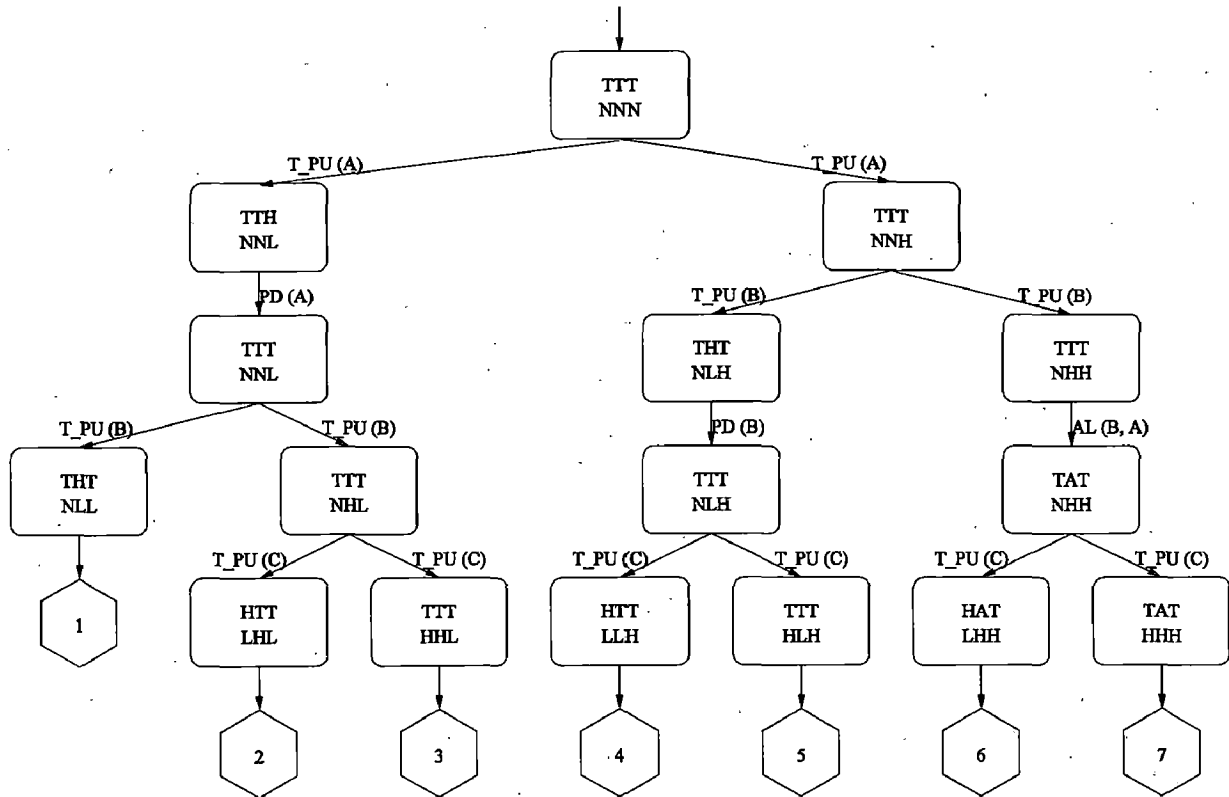 TTT
NNN
T_PU (A)
T_PU (A)
TTH
NNL
TTT
NNH
PD (A)
T_PU (B)
T_PU (B)
TTT
NNL
THT
NLH
TTT
NHH
T_PU (B)
T_PU (B)
PD (B)
AL (B, A)
THT
NLL
TTT
NHL
TTT
NLH
TAT
NHH
T_PU (C)
T_PU (C)
T_PU (C)
T_PU (C)
T_PU (C)
T_PU (C)
1
HTT
LHL
TTT
HHL
HTT
LLH
TTT
HLH
HAT
LHH
TAT
HHH
2
3
4
5
6
7